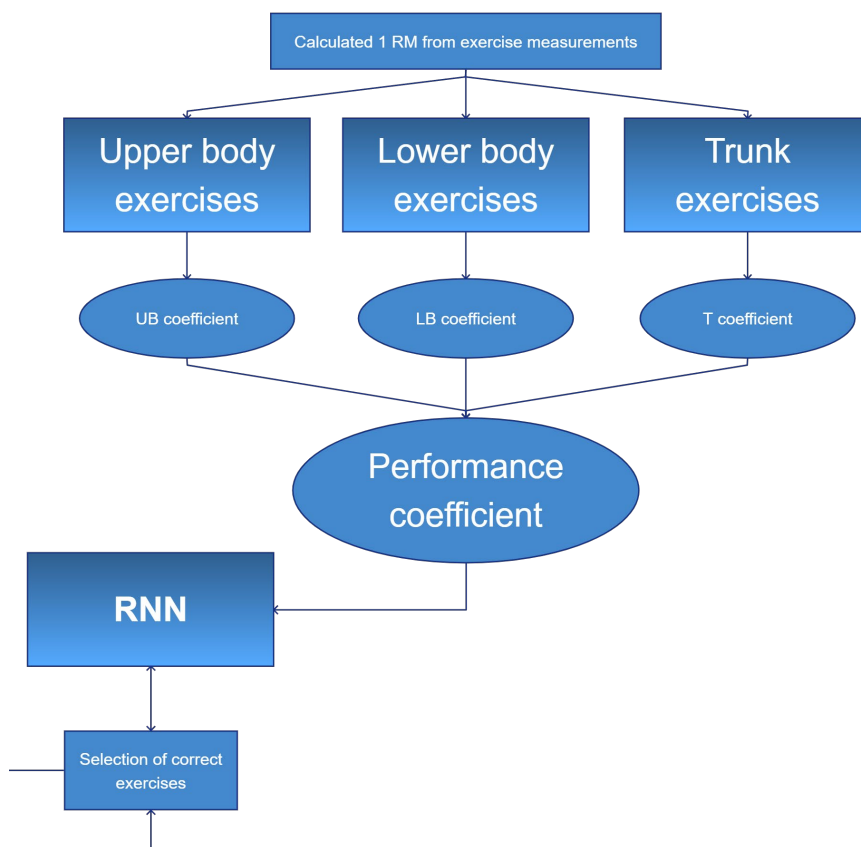 Calculated 1 RM from exercise measurements
Upper body
exercises
Lower body
exercises
Trunk
exercises
UB coefficient
LB coefficient
T coefficient
Performance
coefficient
RNN
Selection of correct
exercises